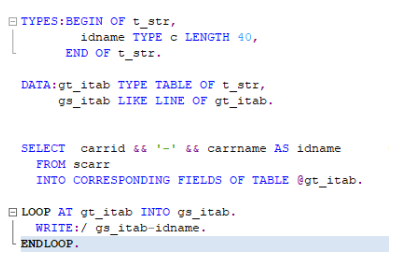 TYPES:BEGIN OF t_str,
idname TYPE c LENGTH 40,
END OF t_str.
DATA:gt_itab TYPE TABLE OF t_str,
gs_itab LIKE LINE OF gt_itab.
SELECT carrid && '-' && carrname AS idname
FROM scarr
INTO CORRESPONDING FIELDS OF TABLE @gt_itab.
LOOP AT gt_itab INTO gs_itab.
WRITE:/ gs_itab-idname.
ENDLOOP.